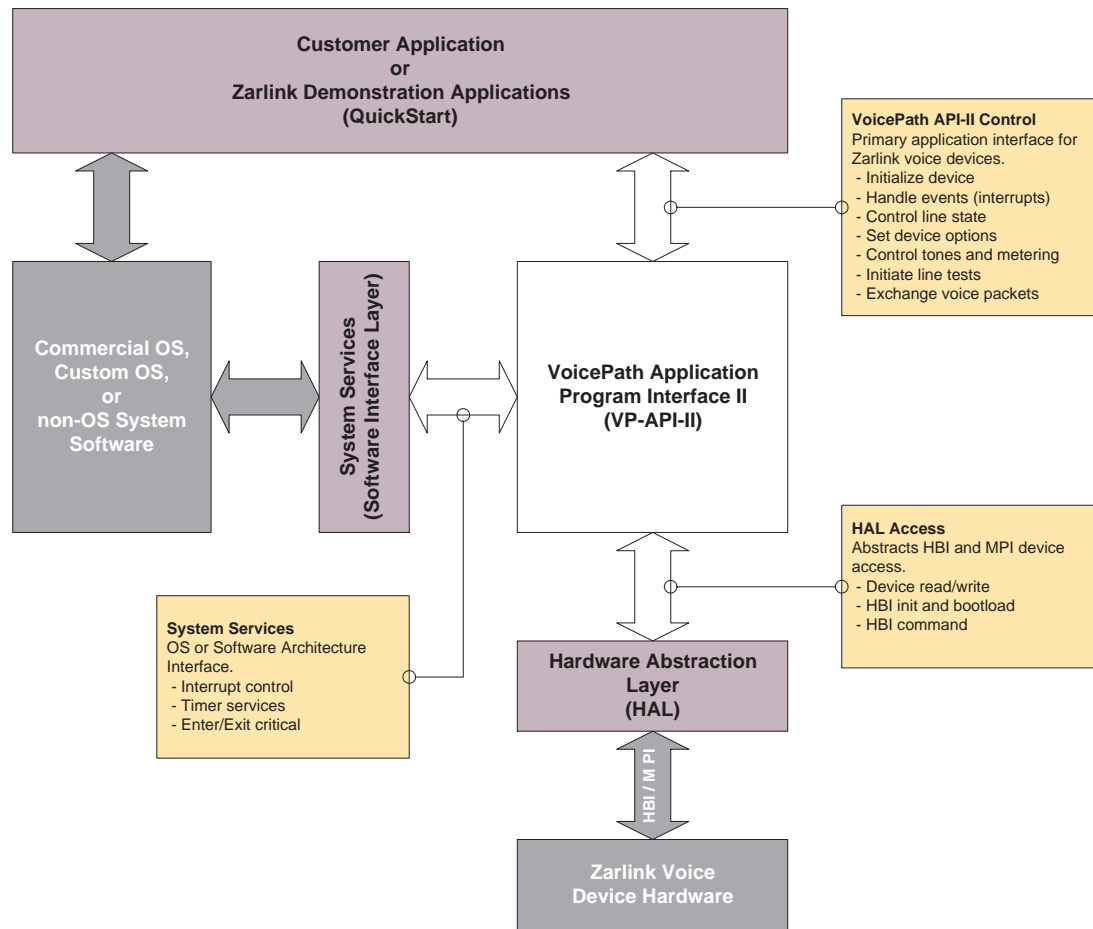 Customer Application
or
Zarlink Demonstration Applications
(QuickStart)
VoicePath API-II Control
Primary application interface for
Zarlink voice devices.
- Initialize device
- Handle events (interrupts)
- Control line state
- Set device options
- Control tones and metering
- Initiate line tests
- Exchange voice packets
Commercial OS,
Custom OS,
or
non-OS System
Software
System Services
(Software Interface Layer)
VoicePath Application
Program Interface II
(VP-API-II)
HAL Access
Abstracts HBI and MPI device
access.
- Device read/write
- HBI init and bootload
- HBI command
System Services
OS or Software Architecture
Interface.
- Interrupt control
- Timer services
- Enter/Exit critical
Hardware Abstraction
Layer
(HAL)
HBI / M PI
Zarlink Voice
Device Hardware